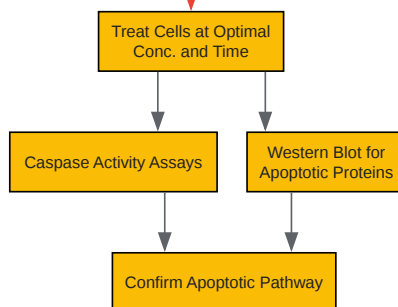 Treat Cells at Optimal
Conc. and Time
Caspase Activity Assays
Western Blot for
Apoptotic Proteins
Confirm Apoptotic Pathway